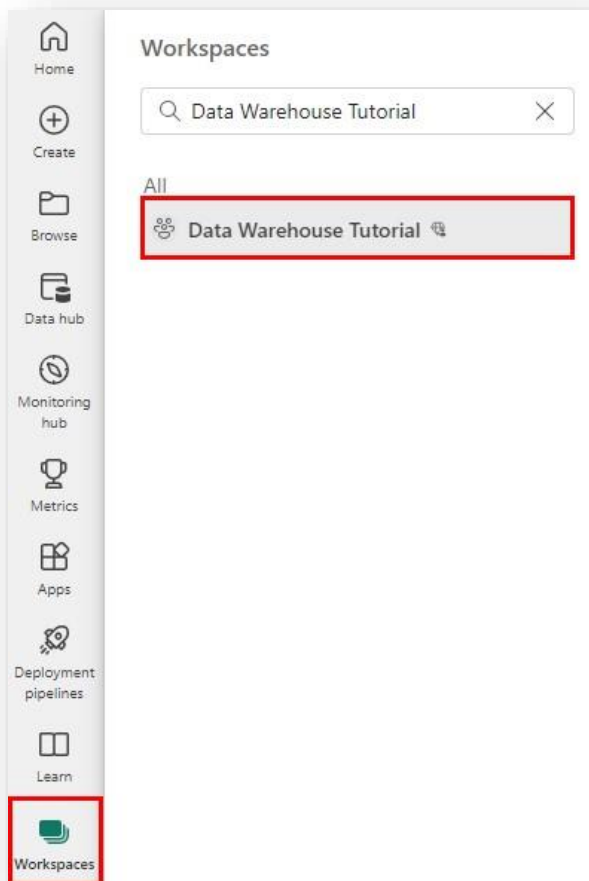 Home
Create
Browse
Data hub
Monitoring
hub
Metrics
Apps
Deployment
pipelines
Learn
Workspaces
Workspaces
Data Warehouse Tutorial
All
Data Warehouse Tutorial